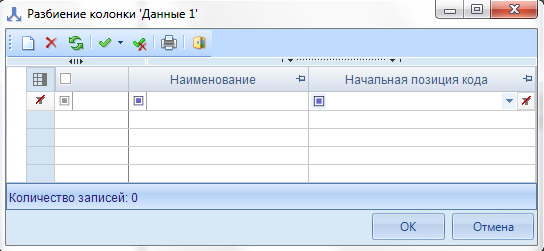 Разбиение колонки 'Данные 1'
Наименование
Начальная позиция кода
Количество записей: 0
OK
Отмена